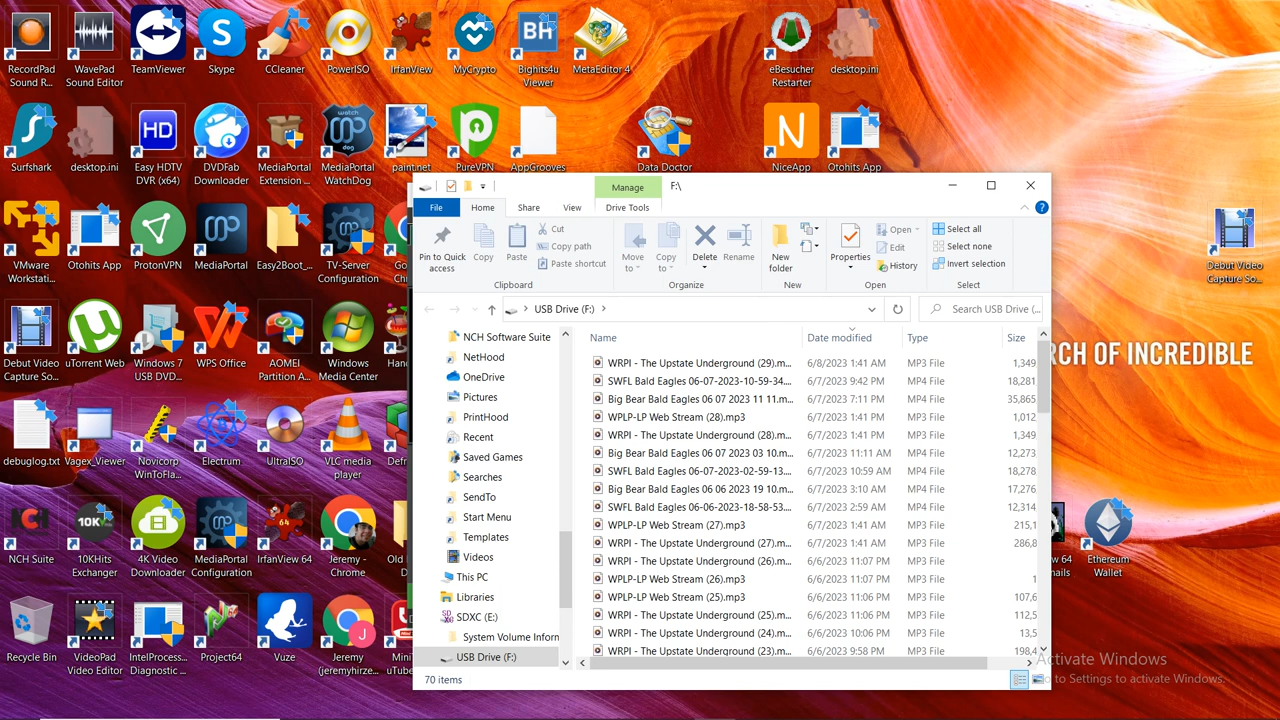 RecordPad
Sound R...
WavePad
Sound Editor
TeamViewer
Skype
CCleaner
PowerISO
IrfanView
MyCrypto
BH
Bighits4u
Viewer
MetaEditor 4
eBesucher
Restarter
desktop.ini
Surfshark
desktop.ini
HD
Easy HDTV
DVR (x64)
DVDFab
Downloader
MediaPortal
Extension ...
watch
dog
MediaPortal
WatchDog
paint.net
PurеVPN
AppGrooves
Data Doctor
N
NiceApp
Otohits App
VMware
Workstati...
Otohits App
ProtonVPN
MediaPortal
Easy2Boot_...
TV-Server
Configuration
Debut Video
Capture So...
uTorrent Web
Windows 7
USB DVD...
WPS Office
AOMEI
Partition A...
Windows
Media Center
debuglog.txt
Vagex_Viewer
Novicorp
WinToFla...
Electrum
UltraISO
VLC media
player
NCH
NCH Suite
10KH
10KHits
Exchanger
4K Video
Downloader
MediaPortal
Configuration
64
IrfanView 64
Jeremy -
Chrome
Recycle Bin
VideoPad
Video Editor
IntelProcess...
Diagnostic ...
Project64
Vuze
J
Jeremy
(jeremyhirze...
Manage
F:\
File
Home
Share
View
Drive Tools
Pin to Quick
access
Copy
Paste
Cut
Copy path
Paste shortcut
Clipboard
Move
to
Copy
to
Delete
Rename
Organize
New
folder
New
Properties
Open
Edit
History
Open
Select all
Select none
Invert selection
Select
USB Drive (F:)
Search USB Drive (...
NCH Software Suite
NetHood
OneDrive
Pictures
PrintHood
Recent
Saved Games
Searches
SendTo
Start Menu
Templates
Videos
This PC
Libraries
SDXC (E:)
System Volume Inforn
USB Drive (F:)
Name Date modified Type Size
WRPI - The Upstate Underground (29).m... 6/8/2023 1:41 AM MP3 File 1,349
SWFL Bald Eagles 06-07-2023-10-59-34.... 6/7/2023 9:42 PM MP4 File 18,281
Big Bear Bald Eagles 06 07 2023 11 11.m... 6/7/2023 7:11 PM MP4 File 35,865
WPLP-LP Web Stream (28).mp3 6/7/2023 1:41 PM MP3 File 1,012
WRPI - The Upstate Underground (28).m... 6/7/2023 1:41 PM MP3 File 1,349
Big Bear Bald Eagles 06 07 2023 03 10.m... 6/7/2023 11:11 AM MP4 File 12,273
SWFL Bald Eagles 06-07-2023-02-59-13.... 6/7/2023 10:59 AM MP4 File 18,278
Big Bear Bald Eagles 06 06 2023 19 10.m... 6/7/2023 3:10 AM MP4 File 17,276
SWFL Bald Eagles 06-06-2023-18-58-53.... 6/7/2023 2:59 AM MP4 File 12,314
WPLP-LP Web Stream (27).mp3 6/7/2023 1:41 AM MP3 File 215,1
WRPI - The Upstate Underground (27).m... 6/7/2023 1:41 AM MP3 File 286,8
WRPI - The Upstate Underground (26).m... 6/6/2023 11:07 PM MP3 File
WPLP-LP Web Stream (26).mp3 6/6/2023 11:07 PM MP3 File 1
WPLP-LP Web Stream (25).mp3 6/6/2023 11:06 PM MP3 File 107,6
WRPI - The Upstate Underground (25).m... 6/6/2023 11:06 PM MP3 File 112,5
WRPI - The Upstate Underground (24).m... 6/6/2023 10:06 PM MP3 File 13,5
WRPI - The Upstate Underground (23).m... 6/6/2023 9:58 PM MP3 File 198,4
70 items
Debut Video
Capture So...
RCH OF INCREDIBLE
Ethereum
Wallet
Activate Windows
Go to Settings to activate Windows.